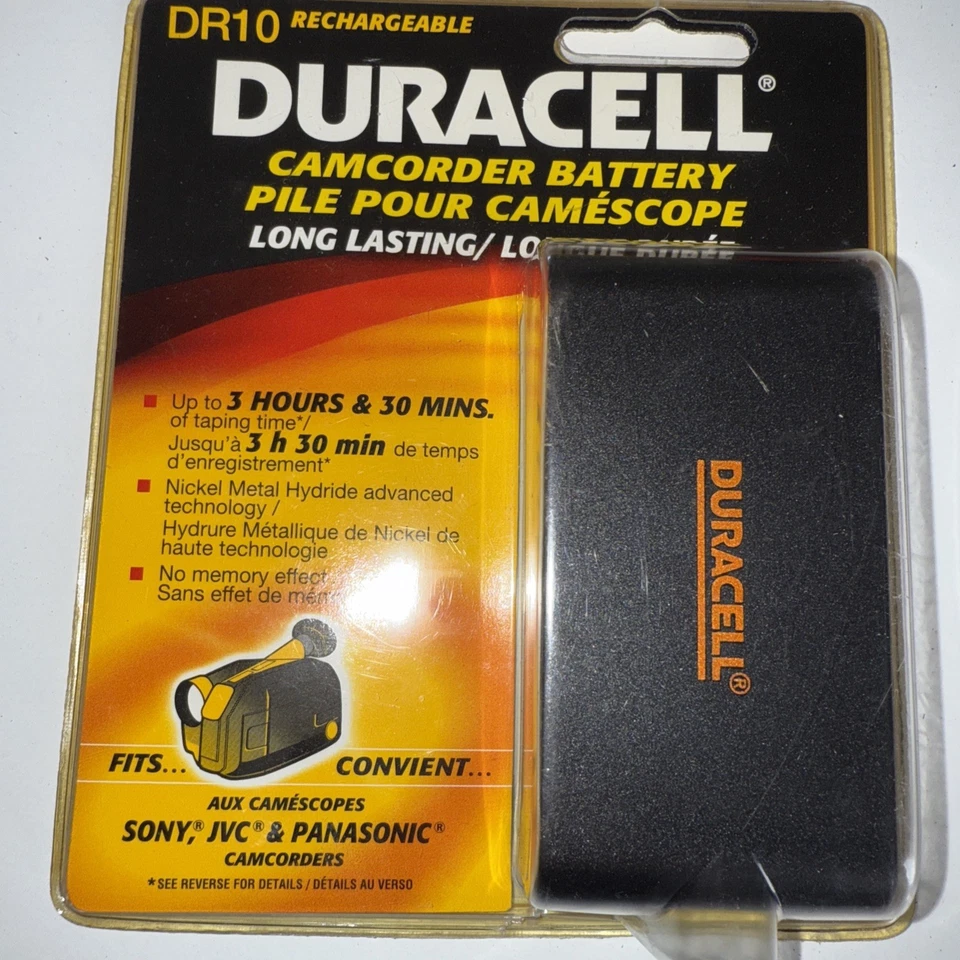 DR10 RECHARGEABLE
DURACELL®
CAMCORDER BATTERY
PILE POUR CAMÉSCOPE
LONG LASTING/ LONGUE DURÉE
Up to 3 HOURS & 30 MINS.
of taping time*/
Jusqu'à 3 h 30 min de temps
d'enregistrement*
Nickel Metal Hydride advanced
technology /
Hydrure Métallique de Nickel de
haute technologie
No memory effect
Sans effet de
FITS... CONVIENT...
AUX CAMÉSCOPES
SONY,® JVC® & PANASONIC®
CAMCORDERS
*SEE REVERSE FOR DETAILS / DÉTAILS AU VERSO
DURACELL®